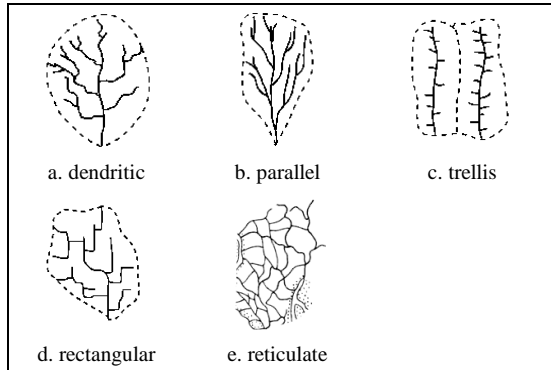 a. dendritic
b. parallel
c. trellis
d. rectangular
e. reticulate